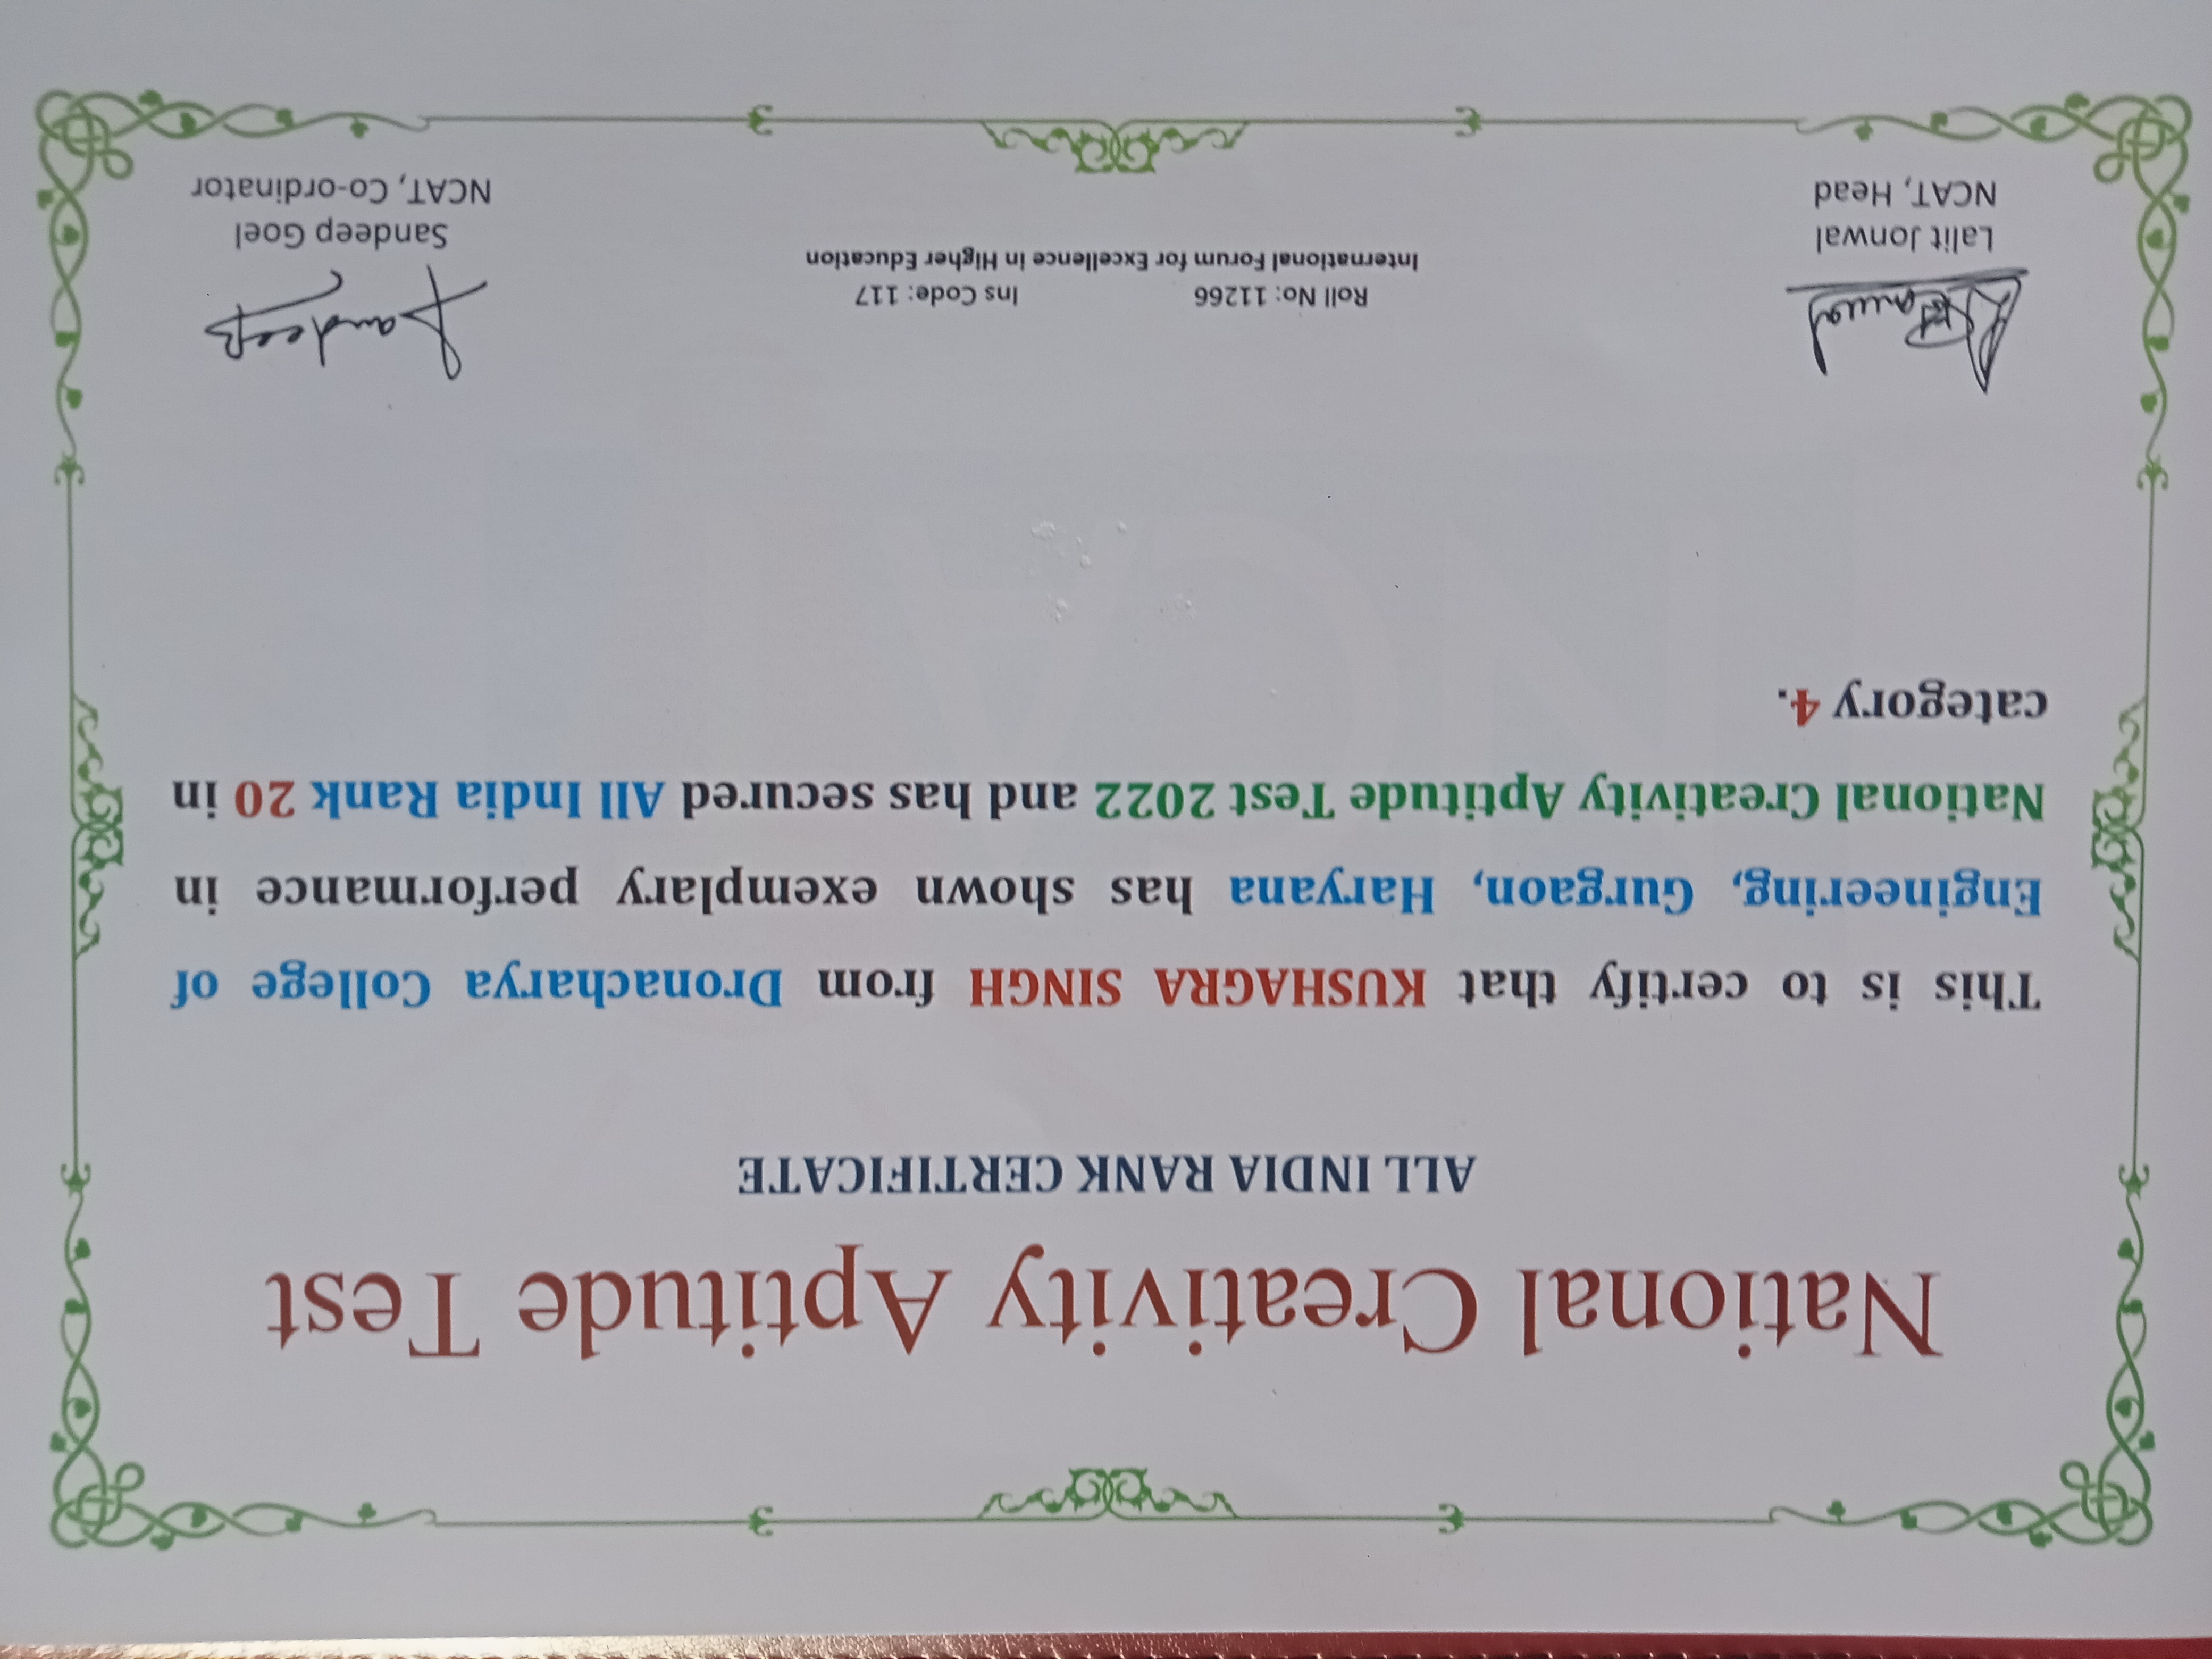 National Creativity Aptitude Test
ALL INDIA RANK CERTIFICATE
This is to certify that KUSHAGRA SINGH from Dronacharya College of
Engineering, Gurgaon, Haryana has shown exemplary performance in
National Creativity Aptitude Test 2022 and has secured All India Rank 20 in
category 4.
Sandeep
Roll No: 11266 Ins Code: 117
International Forum for Excellence in Higher Education
Lalit Jonwal
NCAT, Head
Sandeep Goel
NCAT, Co-ordinator